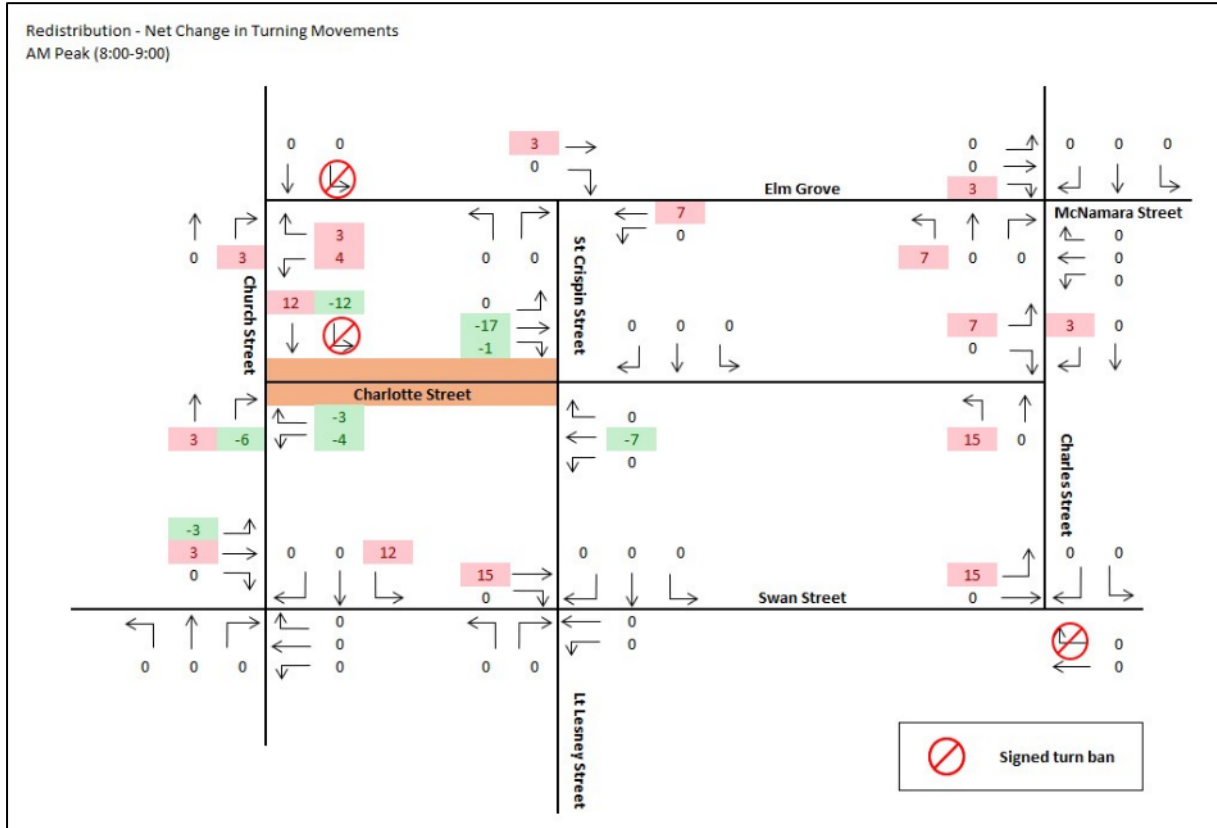 Redistribution - Net Change in Turning Movements
AM Peak (8:00-9:00)
0 0
3
0
0
0
3
0 0 0
Elm Grove
McNamara Street
0 3
3
4
0 0
7
0
7 0 0
0
0
0
Church Street
St Crispin Street
12 -12
0
-17
-1
0 0 0
7
0
3 0
Charlotte Street
3 -6
-3
-4
0
-7
0
15 0
Charles Street
-3
3
0
0 0 12
15
0
0 0 0
Swan Street
15
0
0 0
0 0 0
0
0
0
0 0
0
0
0
0
Lt Lesney Street
Signed turn ban